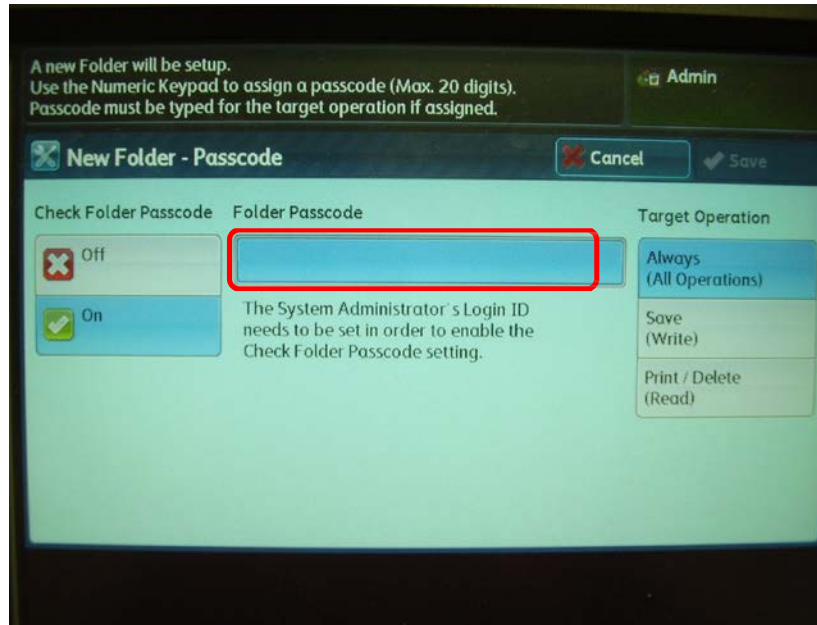 A new Folder will be setup.
Use the Numeric Keypad to assign a passcode (Max. 20 digits).
Passcode must be typed for the target operation if assigned.
Admin
New Folder - Passcode
Cancel
Save
Check Folder Passcode
Off
On
Folder Passcode
The System Administrator's Login ID
needs to be set in order to enable the
Check Folder Passcode setting.
Target Operation
Always
(All Operations)
Save
(Write)
Print / Delete
(Read)